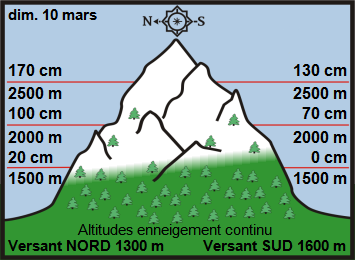 dim. 10 mars
N S
170 cm 130 cm
2500 m 2500 m
100 cm 70 cm
2000 m 2000 m
20 cm 0 cm
1500 m 1500 m
Altitudes enneigement continu
Versant NORD 1300 m Versant SUD 1600 m